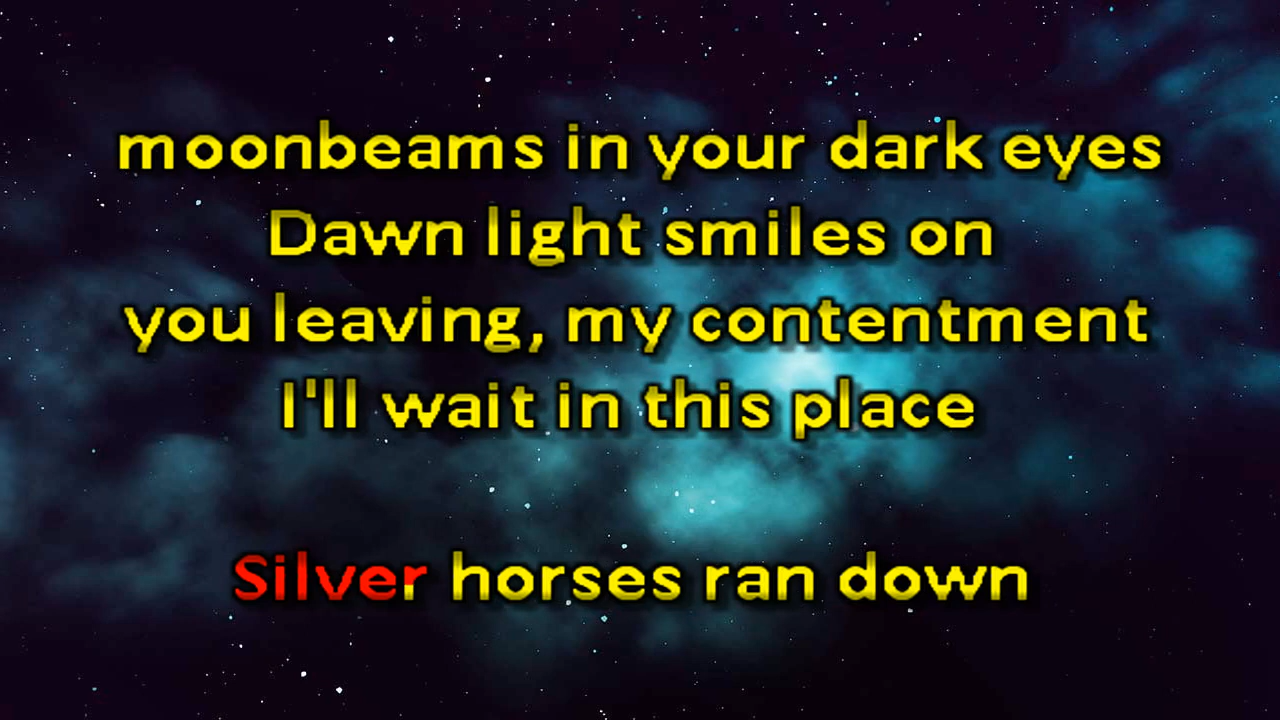 moonbeams in your dark eyes
Dawn light smiles on
you leaving, my contentment
I'll wait in this place
Silver horses ran down